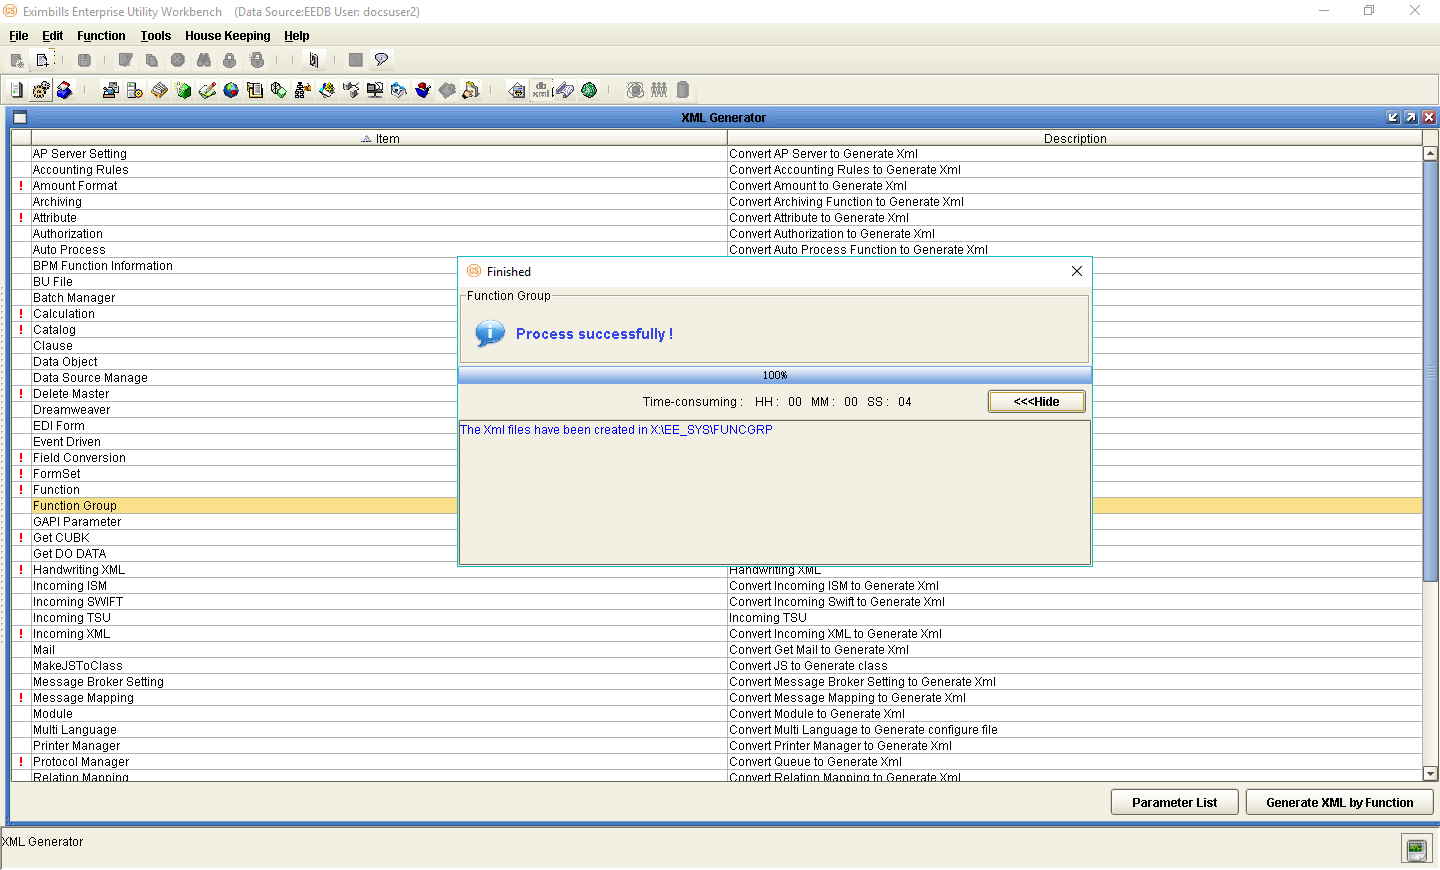 Eximbills Enterprise Utility Workbench (Data Source:EEDB User: docsuser2)
File Edit Function Tools House Keeping Help
XML Generator
Item Description
AP Server Setting Convert AP Server to Generate Xml
Accounting Rules Convert Accounting Rules to Generate Xml
! Amount Format Convert Amount to Generate Xml
Archiving Convert Archiving Function to Generate Xml
! Attribute Convert Attribute to Generate Xml
Authorization Convert Authorization to Generate Xml
Auto Process Convert Auto Process Function to Generate Xml
BPM Function Information
BU File
Batch Manager
! Calculation
! Catalog
Clause
Data Object
Data Source Manage
! Delete Master
Dreamweaver
EDI Form
Event Driven
! Field Conversion
! FormSet
! Function
Function Group
GAPI Parameter
! Get CUBK
Get DO DATA
! Handwriting XML Handwriting XML
Incoming ISM Convert Incoming ISM to Generate Xml
Incoming SWIFT Convert Incoming Swift to Generate Xml
Incoming TSU Incoming TSU
! Incoming XML Convert Incoming XML to Generate Xml
Mail Convert Get Mail to Generate Xml
MakeJSToClass Convert JS to Generate class
Message Broker Setting Convert Message Broker Setting to Generate Xml
! Message Mapping Convert Message Mapping to Generate Xml
Module Convert Module to Generate Xml
Multi Language Convert Multi Language to Generate configure file
Printer Manager Convert Printer Manager to Generate Xml
! Protocol Manager Convert Queue to Generate Xml
Relation Mapping Convert Relation Mapping to Generate Xml
Finished
Function Group
Process successfully !
100%
Time-consuming : HH : 00 MM : 00 SS : 04
<<<Hide
The Xml files have been created in X:\EE_SYS\FUNCGRP
Parameter List Generate XML by Function
XML Generator